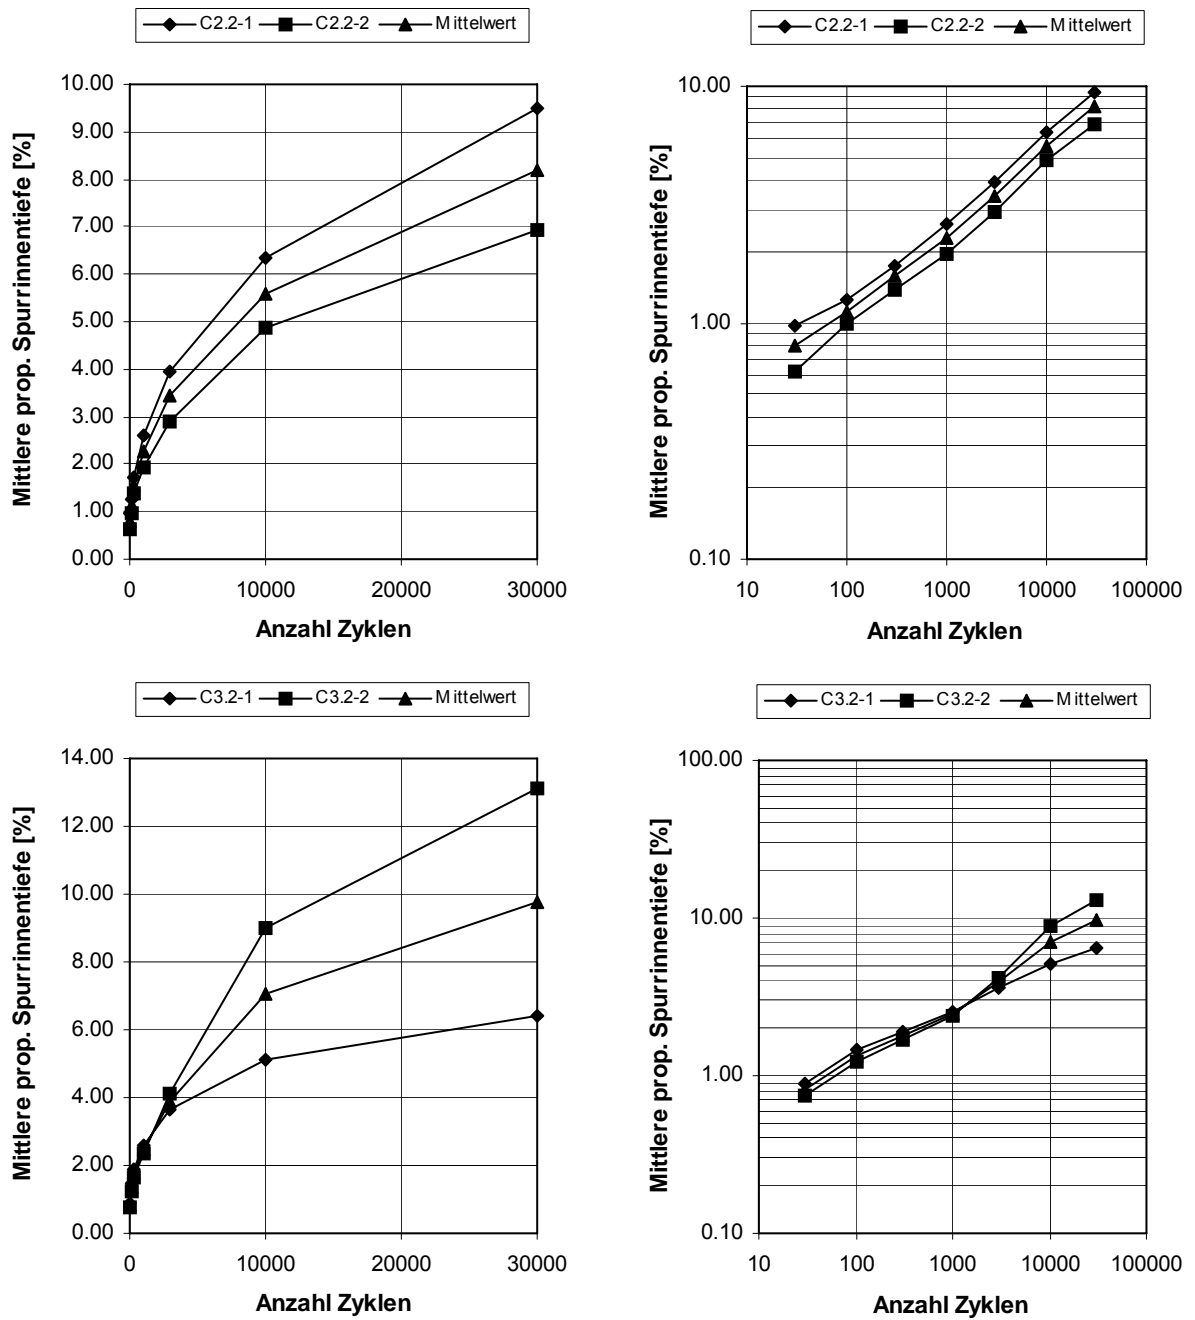 C2.2-1 C2.2-2 Mittelwert
10.00
9.00
8.00
7.00
6.00
5.00
4.00
3.00
2.00
1.00
0.00
0 10000 20000 30000
Mittlere prop. Spurrinnentiefe [%]
Anzahl Zyklen
C2.2-1 C2.2-2 Mittelwert
10.00
1.00
0.10
10 100 1000 10000 100000
Mittlere prop. Spurrinnentiefe [%]
Anzahl Zyklen
C3.2-1 C3.2-2 Mittelwert
14.00
12.00
10.00
8.00
6.00
4.00
2.00
0.00
0 10000 20000 30000
Mittlere prop. Spurrinnentiefe [%]
Anzahl Zyklen
C3.2-1 C3.2-2 Mittelwert
100.00
10.00
1.00
0.10
10 100 1000 10000 100000
Mittlere prop. Spurrinnentiefe [%]
Anzahl Zyklen